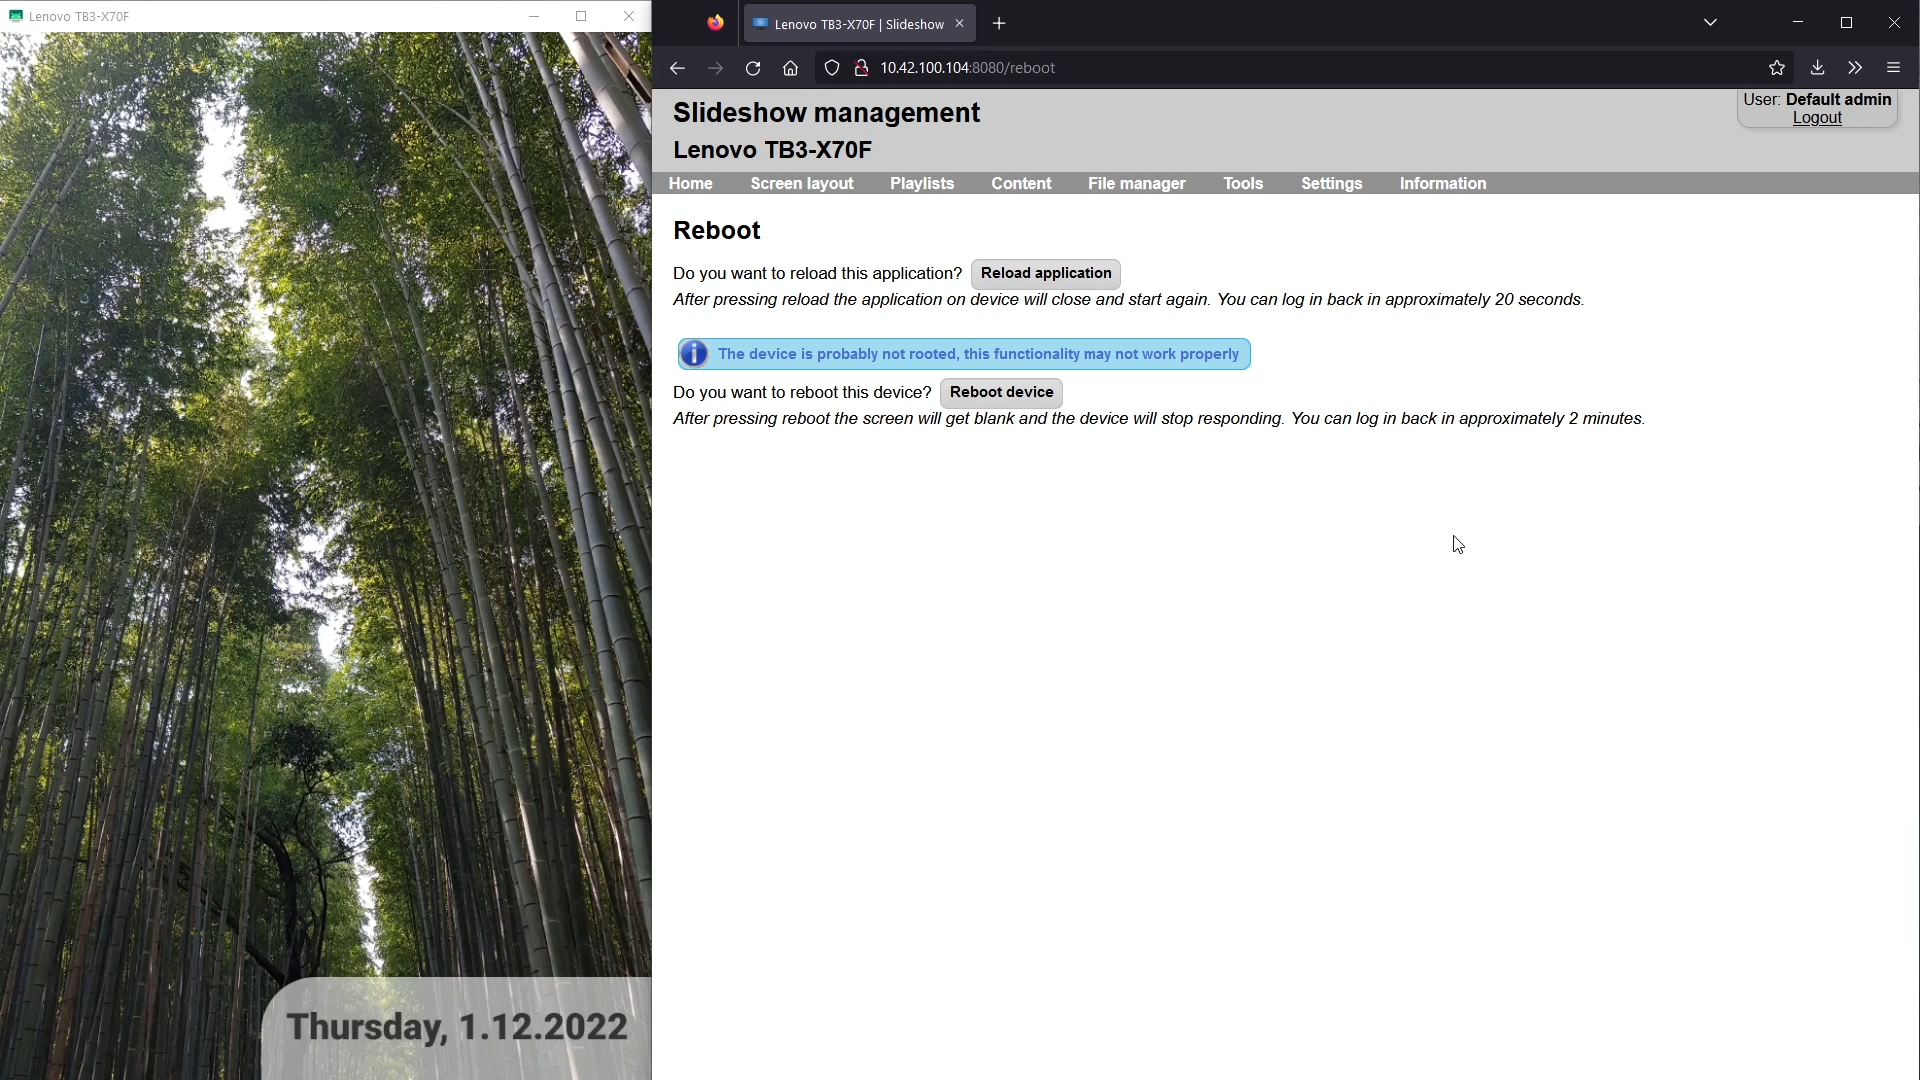 Lenovo TB3-X70F
Thursday, 1.12.2022
Lenovo TB3-X70F | Slideshow
10.42.100.104:8080/reboot
Slideshow management
User: Default admin
Logout
Lenovo TB3-X70F
Home Screen layout Playlists Content File manager Tools Settings Information
Reboot
Do you want to reload this application? Reload application
After pressing reload the application on device will close and start again. You can log in back in approximately 20 seconds.
The device is probably not rooted, this functionality may not work properly
Do you want to reboot this device? Reboot device
After pressing reboot the screen will get blank and the device will stop responding. You can log in back in approximately 2 minutes.